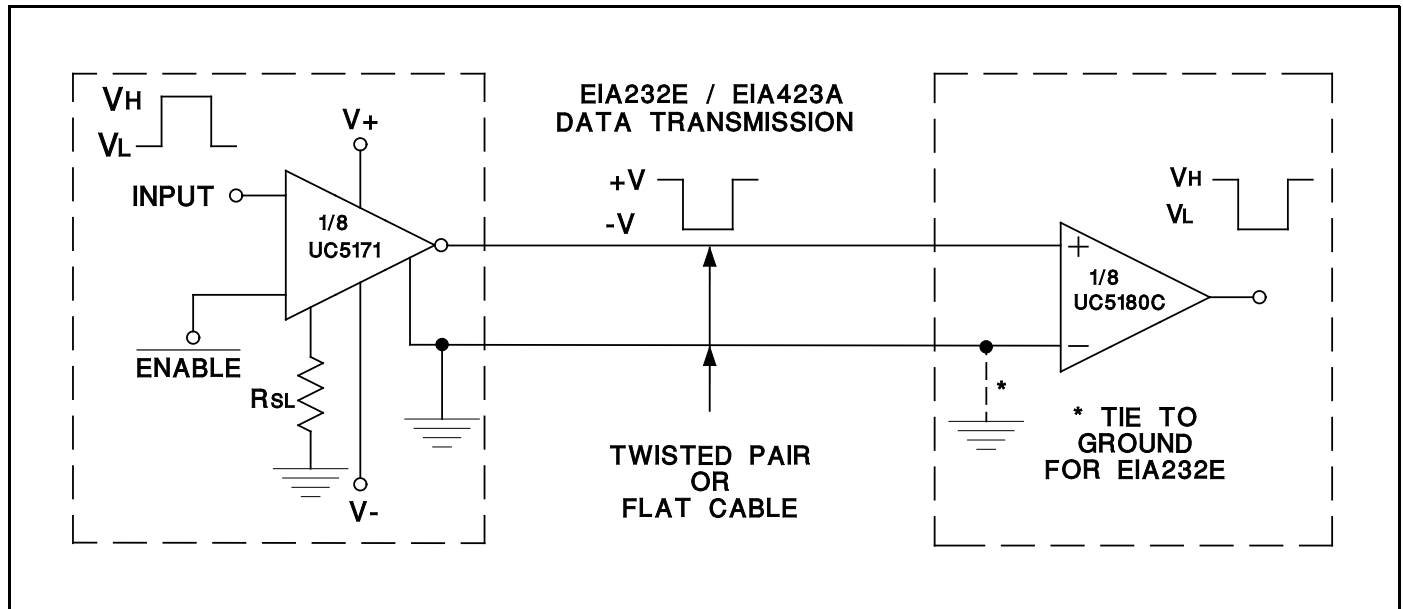 VH
VL
V+
INPUT
1/8
UC5171
ENABLE
RSL
V-
EIA232E / EIA423A
DATA TRANSMISSION
+V
-V
TWISTED PAIR
OR
FLAT CABLE
VH
VL
+
1/8
UC5180C
-
*
* TIE TO
GROUND
FOR EIA232E